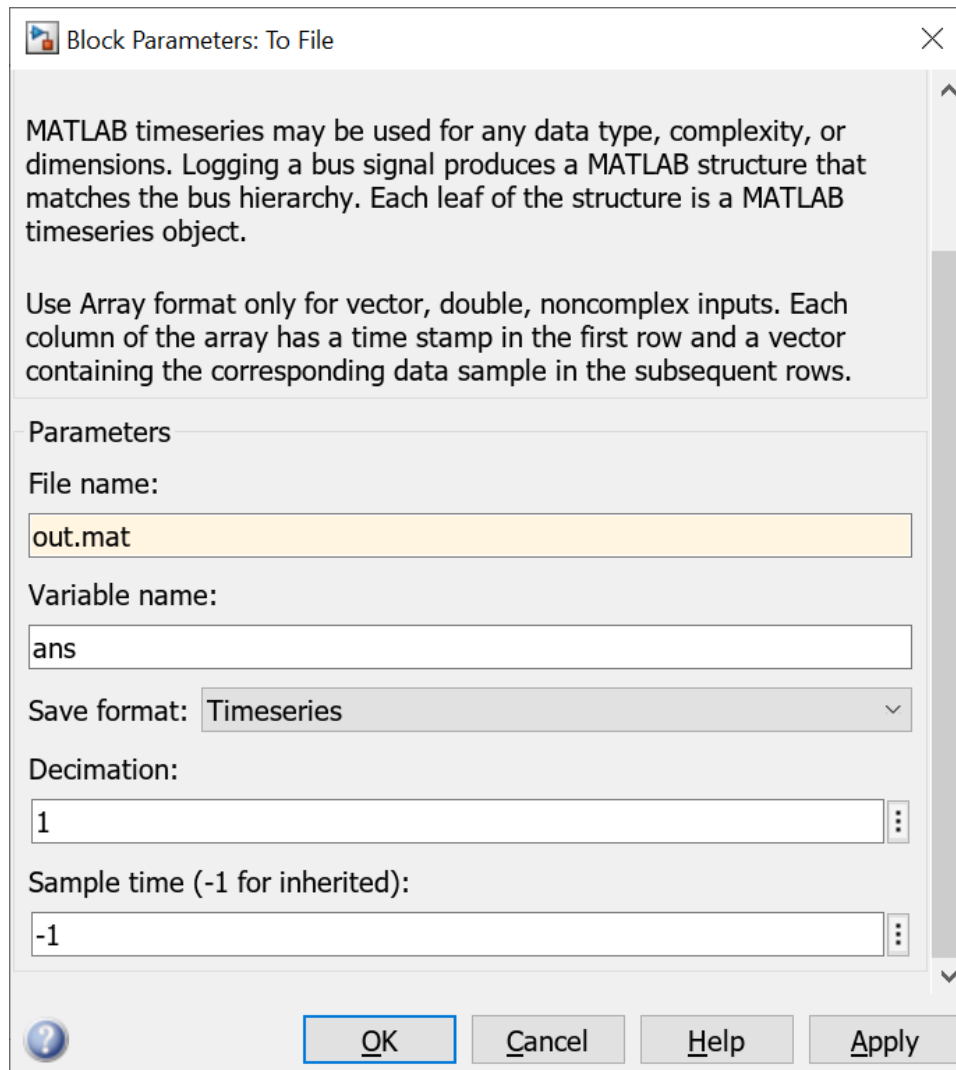 Block Parameters: To File
MATLAB timeseries may be used for any data type, complexity, or
dimensions. Logging a bus signal produces a MATLAB structure that
matches the bus hierarchy. Each leaf of the structure is a MATLAB
timeseries object.
Use Array format only for vector, double, noncomplex inputs. Each
column of the array has a time stamp in the first row and a vector
containing the corresponding data sample in the subsequent rows.
Parameters
File name:
out.mat
Variable name:
ans
Save format: Timeseries
Decimation:
1
Sample time (-1 for inherited):
-1
OK Cancel Help Apply